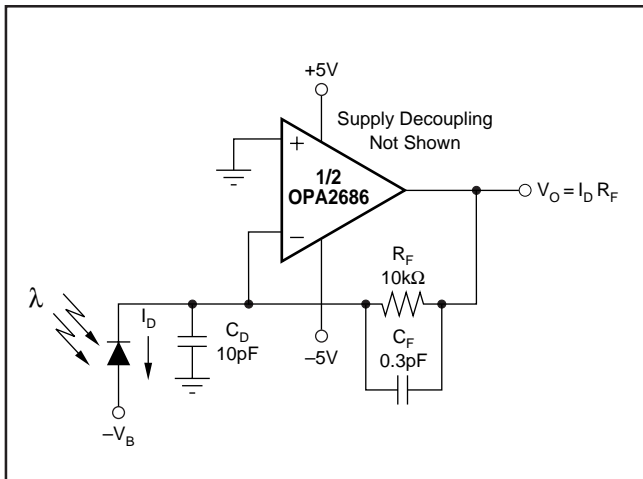 +5V
Supply Decoupling
Not Shown
+
1/2
OPA2686
−
V_O = I_D R_F
R_F
10kΩ
λ
I_D
C_D
10pF
−5V
C_F
0.3pF
−V_B